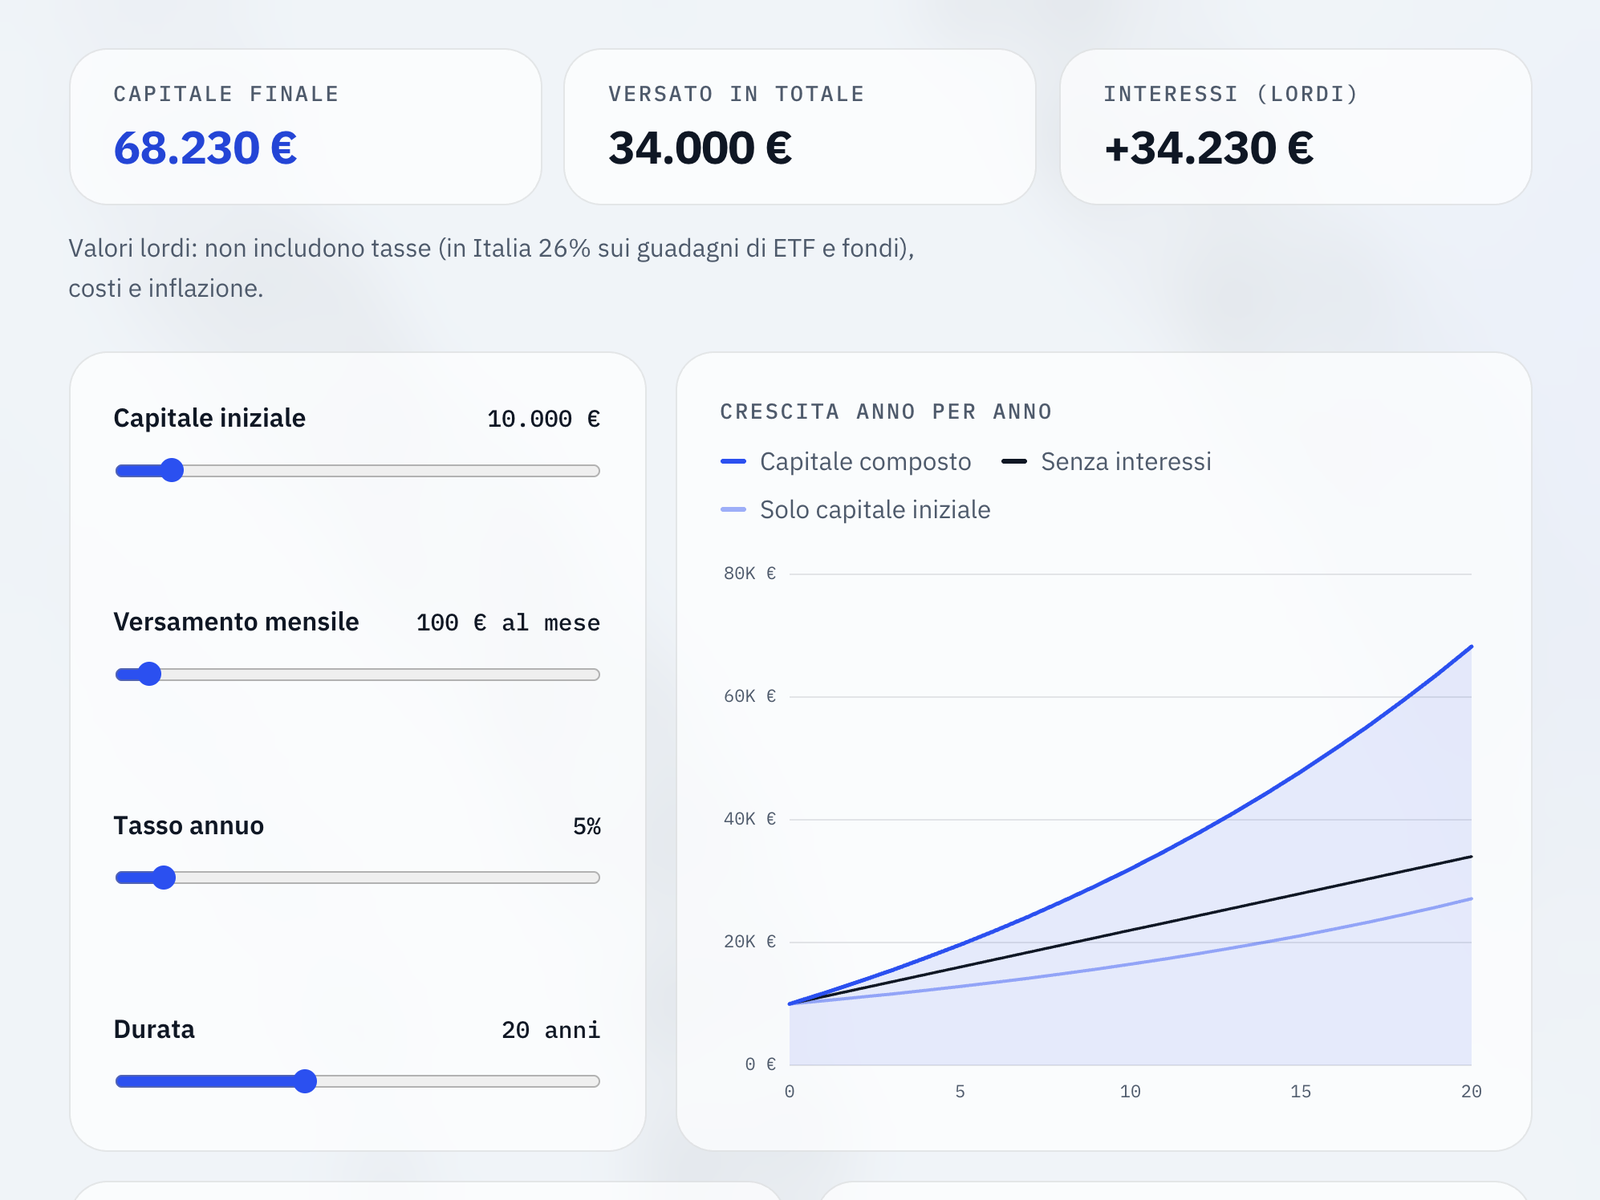 CAPITALE FINALE
68.230 €
VERSATO IN TOTALE
34.000 €
INTERESSI (LORDI)
+34.230 €
Valori lordi: non includono tasse (in Italia 26% sui guadagni di ETF e fondi),
costi e inflazione.
Capitale iniziale 10.000 €
Versamento mensile 100 € al mese
Tasso annuo 5%
Durata 20 anni
CRESCITA ANNO PER ANNO
Capitale composto Senza interessi
Solo capitale iniziale
80K €
60K €
40K €
20K €
0 €
0 5 10 15 20